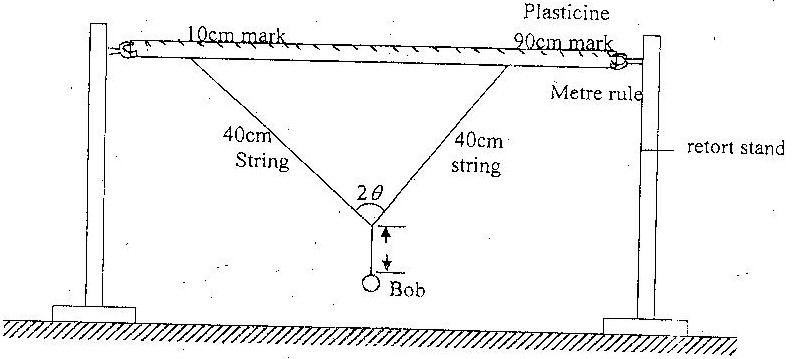 Plasticine
10cm mark
90cm mark
Metre rule
40cm
String
40cm
string
retort stand
2θ
Bob